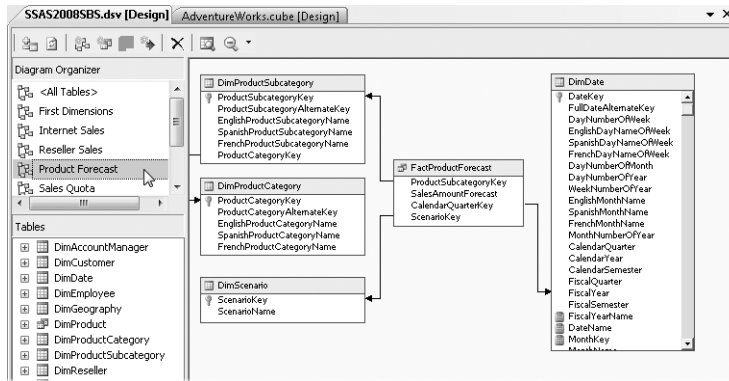 SSAS2008SBS.dsv [Design]
AdventureWorks.cube [Design]
Diagram Organizer
<All Tables>
First Dimensions
Internet Sales
Reseller Sales
Product Forecast
Sales Quota
Tables
DimAccountManager
DimCustomer
DimDate
DimEmployee
DimGeography
DimProduct
DimProductCategory
DimProductSubcategory
DimReseller
DimProductSubcategory
ProductSubcategoryKey
ProductSubcategoryAlternateKey
EnglishProductSubcategoryName
SpanishProductSubcategoryName
FrenchProductSubcategoryName
ProductCategoryKey
DimProductCategory
ProductCategoryKey
ProductCategoryAlternateKey
EnglishProductCategoryName
SpanishProductCategoryName
FrenchProductCategoryName
DimScenario
ScenarioKey
ScenarioName
FactProductForecast
ProductSubcategoryKey
SalesAmountForecast
CalendarQuarterKey
ScenarioKey
DimDate
DateKey
FullDateAlternateKey
DayNumberOfWeek
EnglishDayNameOfWeek
SpanishDayNameOfWeek
FrenchDayNameOfWeek
DayNumberOfMonth
DayNumberOfYear
WeekNumberOfYear
EnglishMonthName
SpanishMonthName
FrenchMonthName
MonthNumberOfYear
CalendarQuarter
CalendarYear
CalendarSemester
FiscalQuarter
FiscalYear
FiscalSemester
FiscalYearName
DateName
MonthKey
MonthName